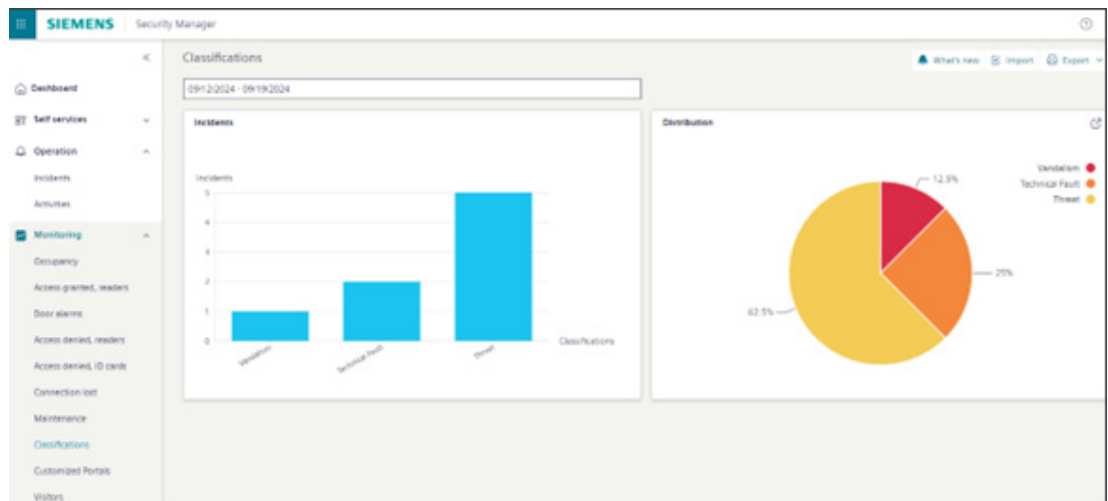 SIEMENS Security Manager
Classifications
What's new Import Export
09/12/2024 - 09/19/2024
Dashboard
Self services
Operation
Incidents
Activities
Monitoring
Occupancy
Access granted, readers
Door alarms
Access denied, readers
Access denied, ID cards
Connection lost
Maintenance
Classifications
Customized Portals
Visitors
Incidents
Incidents
5
4
3
2
1
0
Vandalism
Technical Fault
Threat
Classifications
Distribution
Vandalism
Technical Fault
Threat
12.5%
25%
62.5%